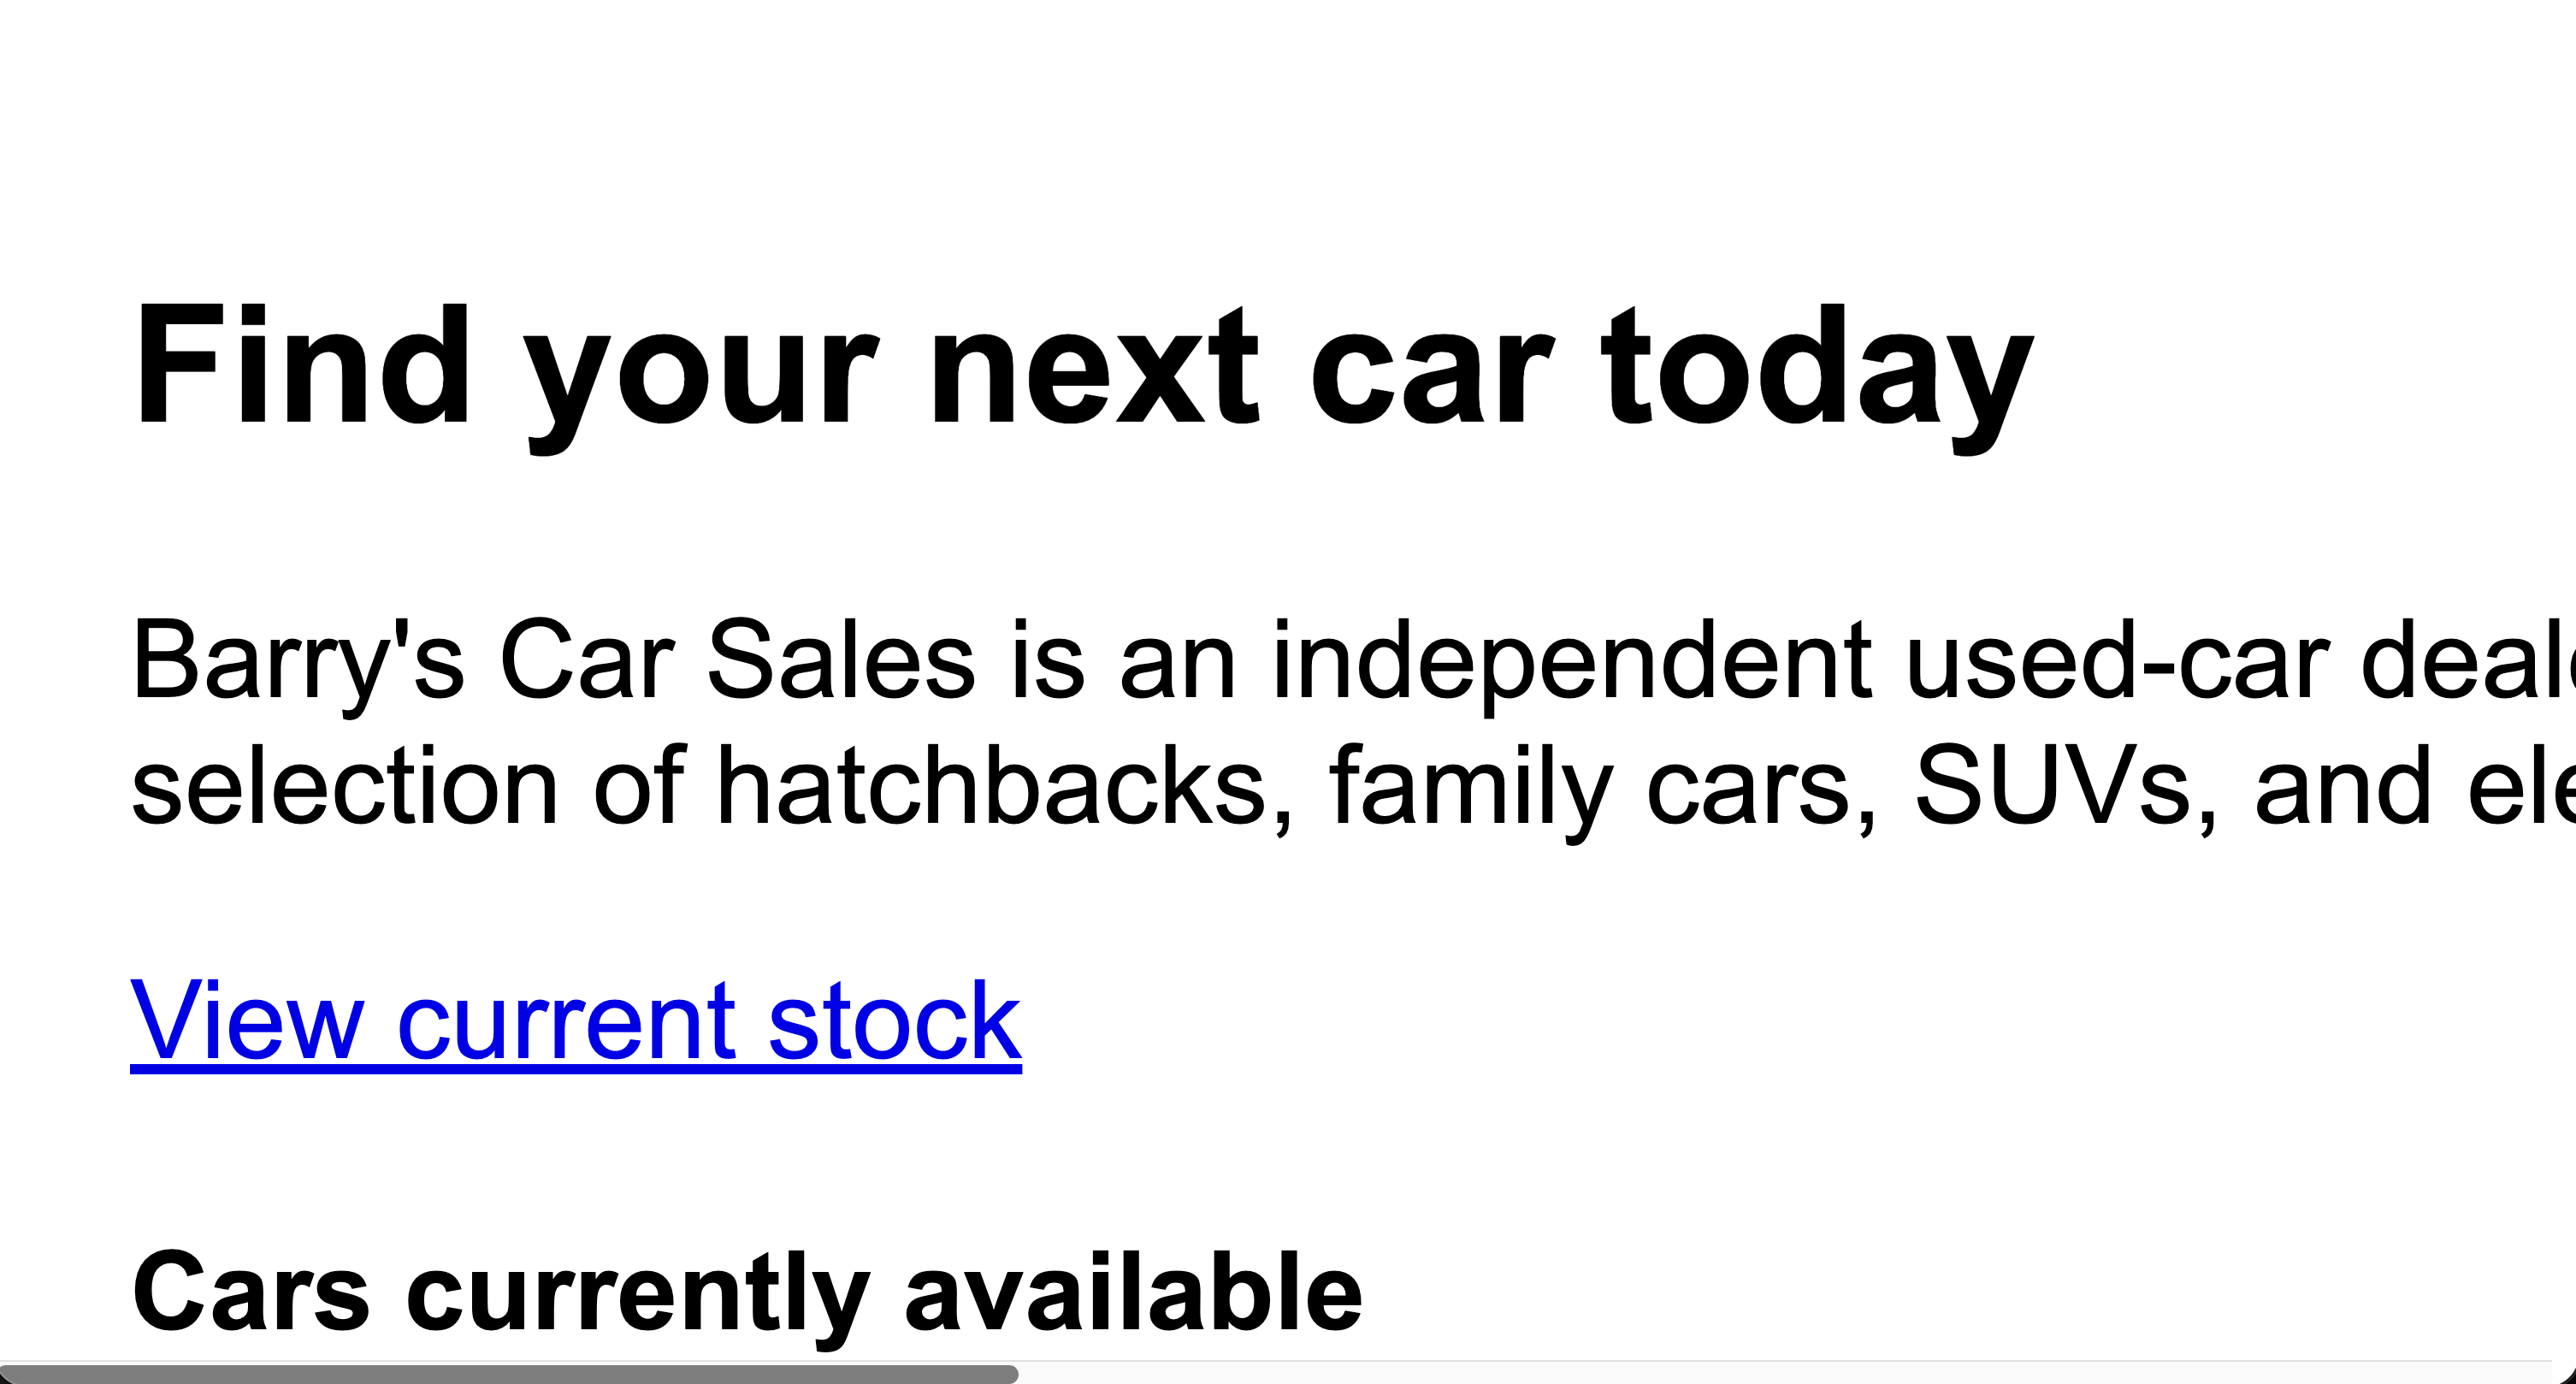 Find your next car today
Barry's Car Sales is an independent used-car
selection of hatchbacks, family cars, SUVs, and
View current stock
Cars currently available